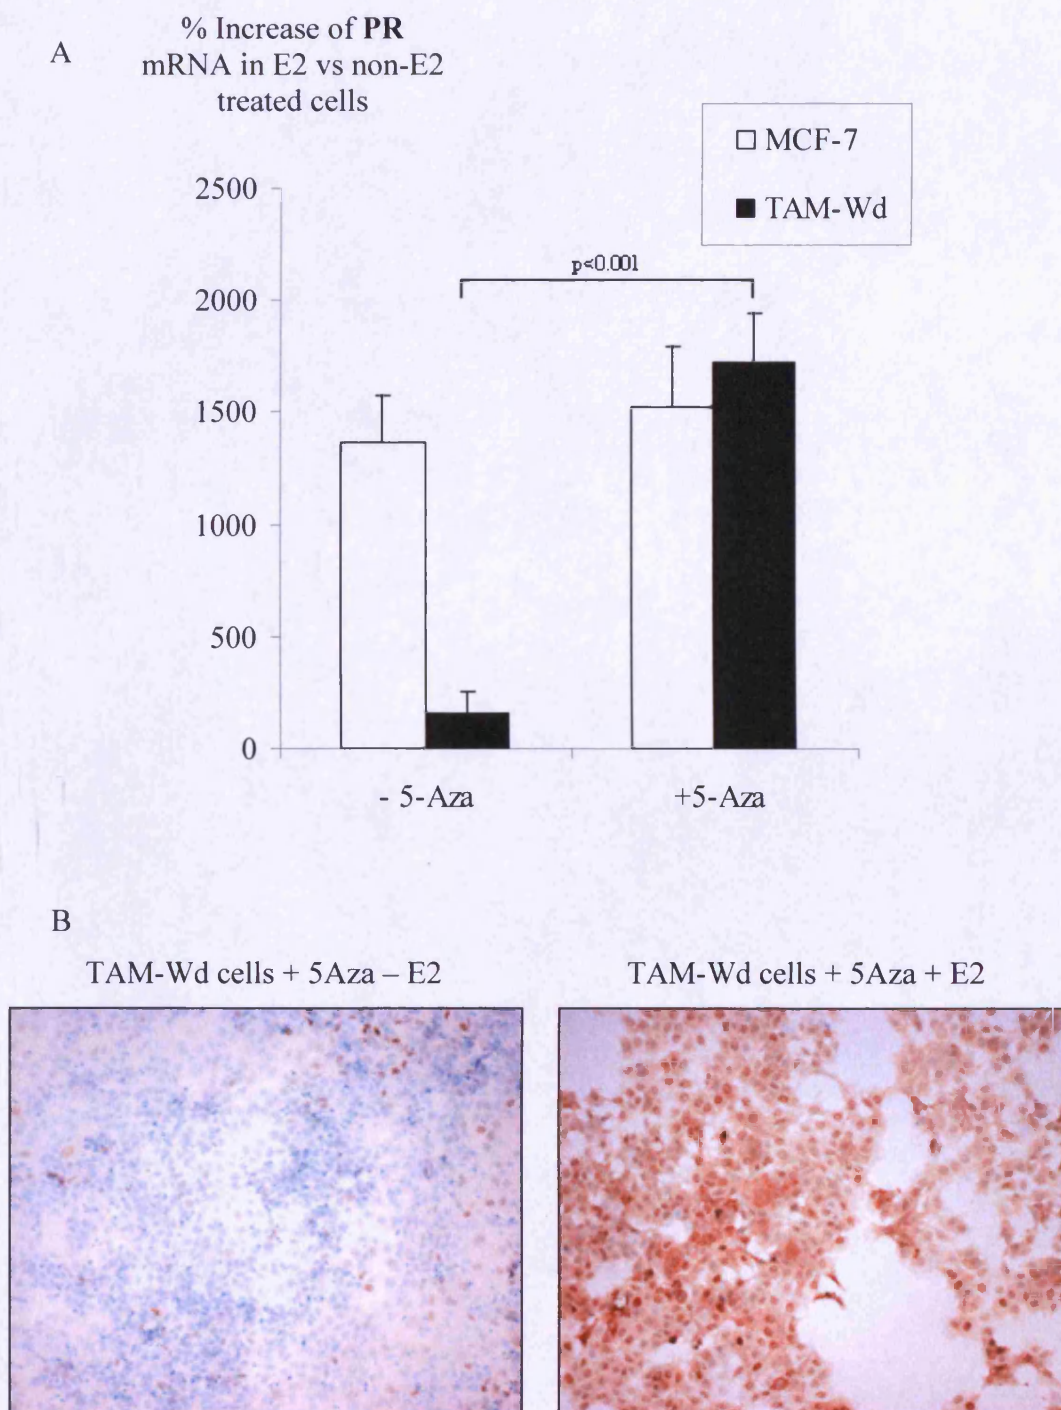 A
% Increase of PR
mRNA in E2 vs non-E2
treated cells
MCF-7
TAM-Wd
2500
p<0.001
2000
1500
1000
500
0
- 5-Aza
+5-Aza
B
TAM-Wd cells + 5Aza – E2
TAM-Wd cells + 5Aza + E2